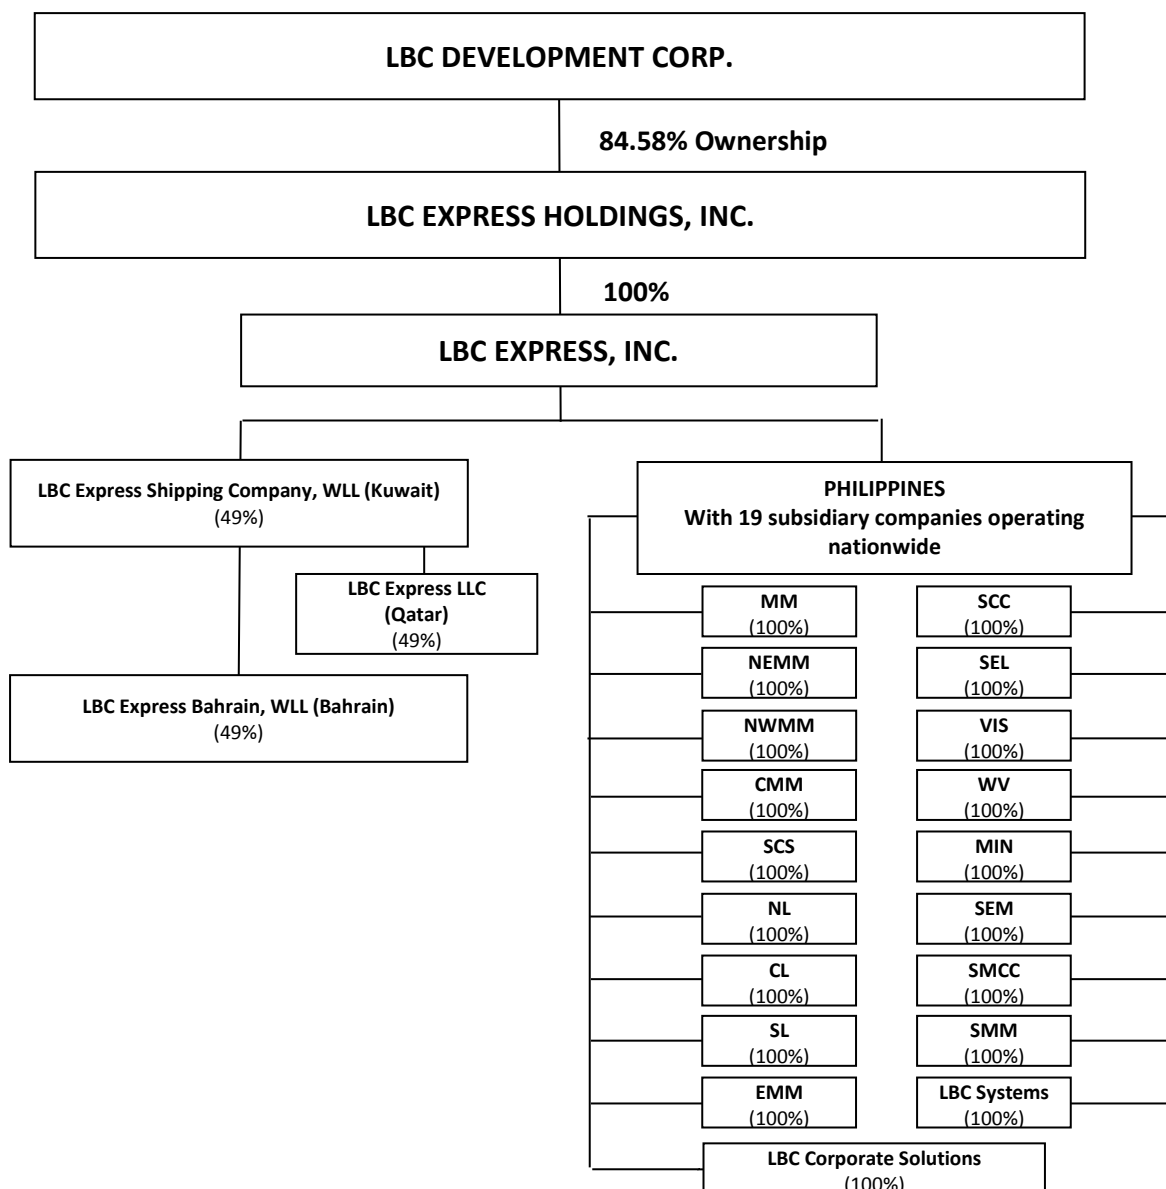 LBC DEVELOPMENT CORP.
84.58% Ownership
LBC EXPRESS HOLDINGS, INC.
100%
LBC EXPRESS, INC.
LBC Express Shipping Company, WLL (Kuwait)
(49%)
LBC Express LLC
(Qatar)
(49%)
LBC Express Bahrain, WLL (Bahrain)
(49%)
PHILIPPINES
With 19 subsidiary companies operating
nationwide
MM
(100%)
SCC
(100%)
NEMM
(100%)
SEL
(100%)
NWMM
(100%)
VIS
(100%)
CMM
(100%)
WV
(100%)
SCS
(100%)
MIN
(100%)
NL
(100%)
SEM
(100%)
CL
(100%)
SMCC
(100%)
SL
(100%)
SMM
(100%)
EMM
(100%)
LBC Systems
(100%)
LBC Corporate Solutions
(100%)